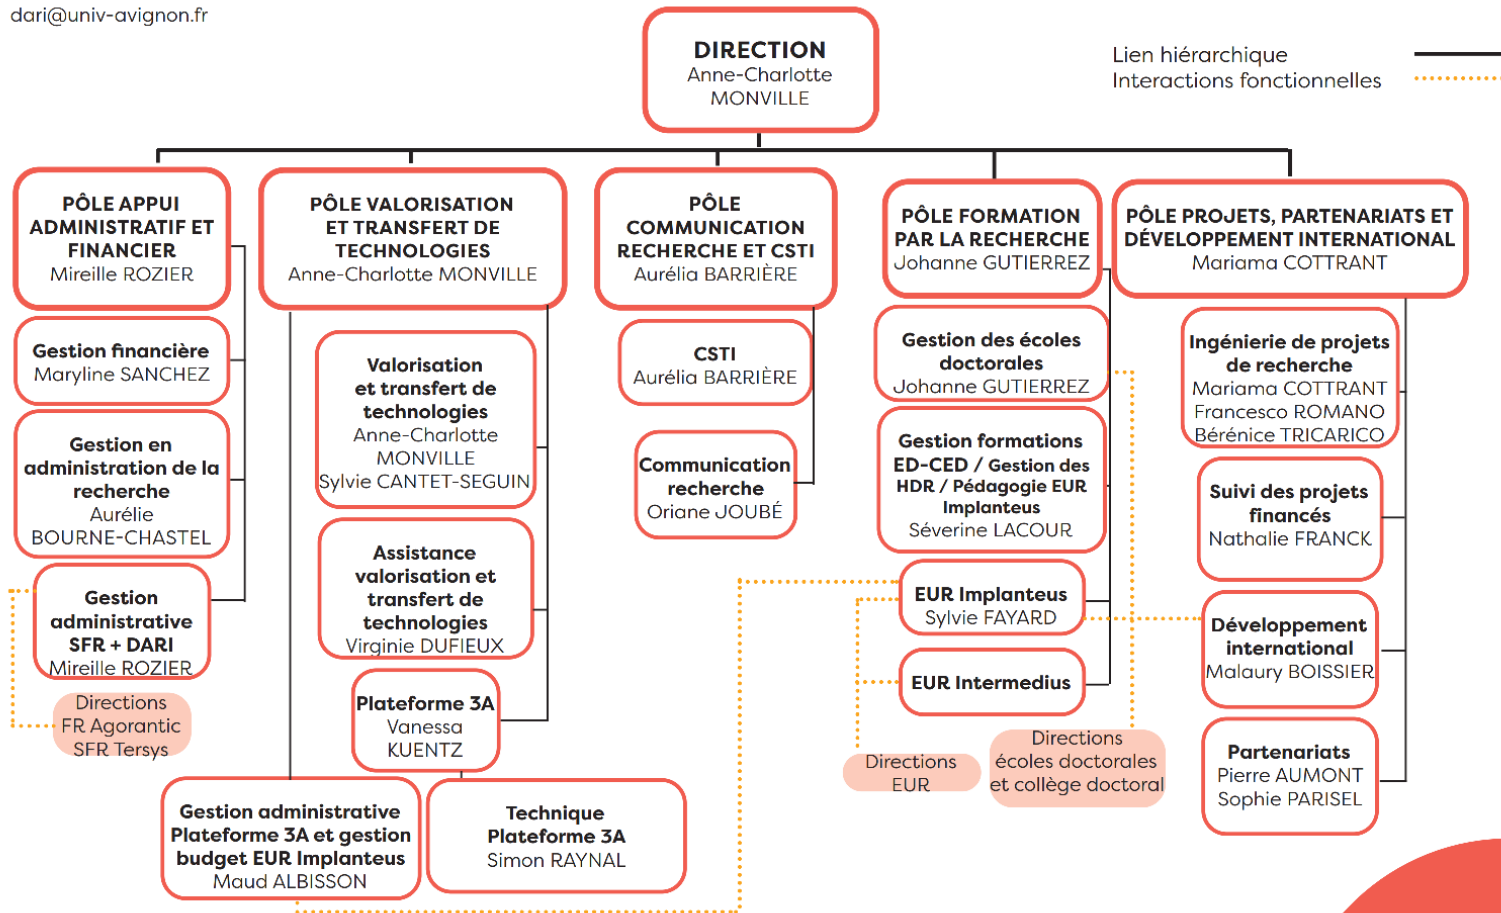 dari@univ-avignon.fr
DIRECTION
Anne-Charlotte
MONVILLE
Lien hiérarchique
Interactions fonctionnelles
PÔLE APPUI
ADMINISTRATIF ET
FINANCIER
Mireille ROZIER
Gestion financière
Maryline SANCHEZ
Gestion en
administration de la
recherche
Aurélie
BOURNE-CHASTEL
Gestion
administrative
SFR + DARI
Mireille ROZIER
Directions
FR Agorantic
SFR Tersys
PÔLE VALORISATION
ET TRANSFERT DE
TECHNOLOGIES
Anne-Charlotte MONVILLE
Valorisation
et transfert de
technologies
Anne-Charlotte
MONVILLE
Sylvie CANTET-SEGUIN
Assistance
valorisation et
transfert de
technologies
Virginie DUFIEUX
Plateforme 3A
Vanessa
KUENTZ
Gestion administrative
Plateforme 3A et gestion
budget EUR Implanteus
Maud ALBISSON
Technique
Plateforme 3A
Simon RAYNAL
PÔLE
COMMUNICATION
RECHERCHE ET CSTI
Aurélia BARRIÈRE
CSTI
Aurélia BARRIÈRE
Communication
recherche
Oriane JOUBÉ
PÔLE FORMATION
PAR LA RECHERCHE
Johanne GUTIERREZ
Gestion des écoles
doctorales
Johanne GUTIERREZ
Gestion formations
ED-CED / Gestion des
HDR / Pédagogie EUR
Implanteus
Séverine LACOUR
EUR Implanteus
Sylvie FAYARD
EUR Intermedius
Directions
EUR
Directions
écoles doctorales
et collège doctoral
PÔLE PROJETS, PARTENARIATS ET
DÉVELOPPEMENT INTERNATIONAL
Mariama COTTRANT
Ingénierie de projets
de recherche
Mariama COTTRANT
Francesco ROMANO
Bérénice TRICARICO
Suivi des projets
financés
Nathalie FRANCK
Développement
international
Malaury BOISSIER
Partenariats
Pierre AUMONT
Sophie PARISEL